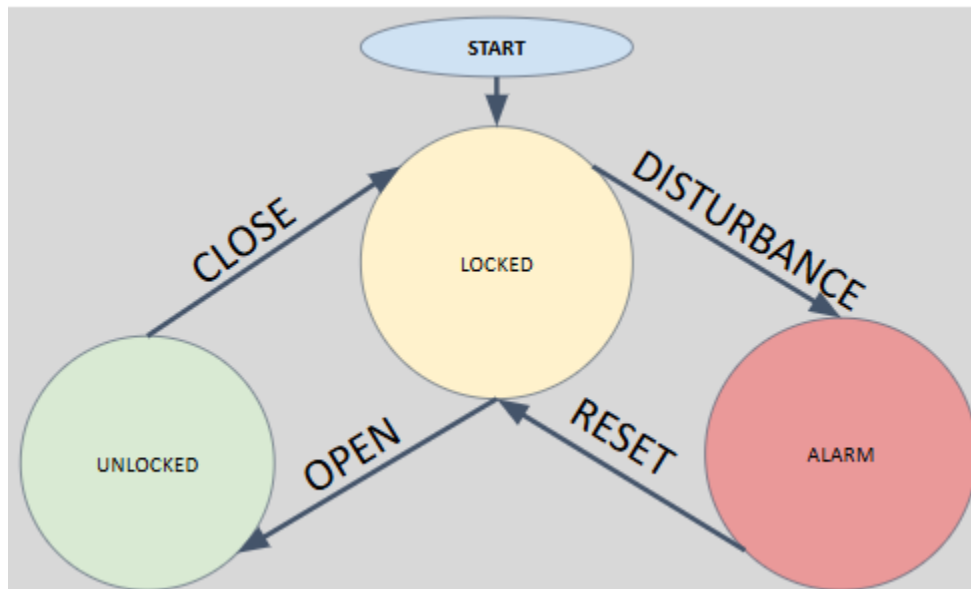 START
CLOSE
DISTURBANCE
LOCKED
UNLOCKED
OPEN
RESET
ALARM